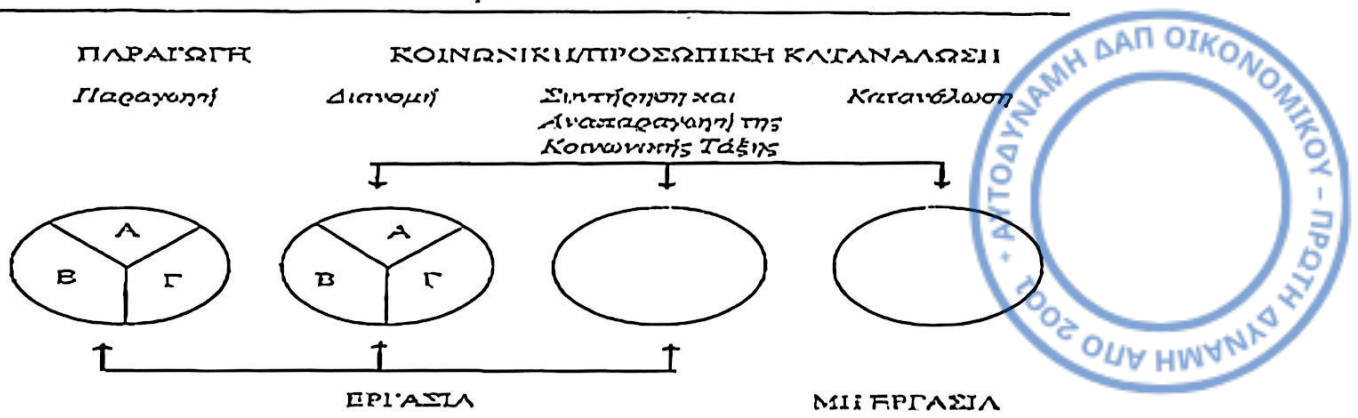 ΠΑΡΑΓΩΓΗ ΚΟΙΝΩΝΙΚΗ/ΠΡΟΣΩΠΙΚΗ ΚΑΤΑΝΑΛΩΣΗ
Παραγωγή Διανομή Συντήρηση και Κατανάλωση
Αναπαραγωγή της
Κοινωνικής Τάξης
Α Α
Β Γ Β Γ
ΕΡΓΑΣΙΑ ΜΗ ΕΡΓΑΣΙΑ
ΑΥΤΟΔΥΝΑΜΗ ΔΑΠ ΟΙΚΟΝΟΜΙΚΟΥ - ΠΡΩΤΗ ΔΥΝΑΜΗ ΑΠΟ 2001